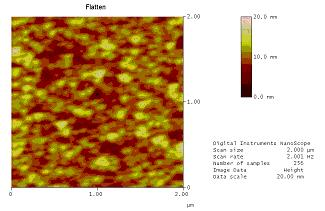 Flatten
2.00
1.00
0
0
1.00
2.00
µm
20.0 nm
10.0 nm
0.0 nm
Digital Instruments NanoScope
Scan size 2.000 µm
Scan rate 2.001 Hz
Number of samples 256
Image Data Height
Data scale 20.00 nm